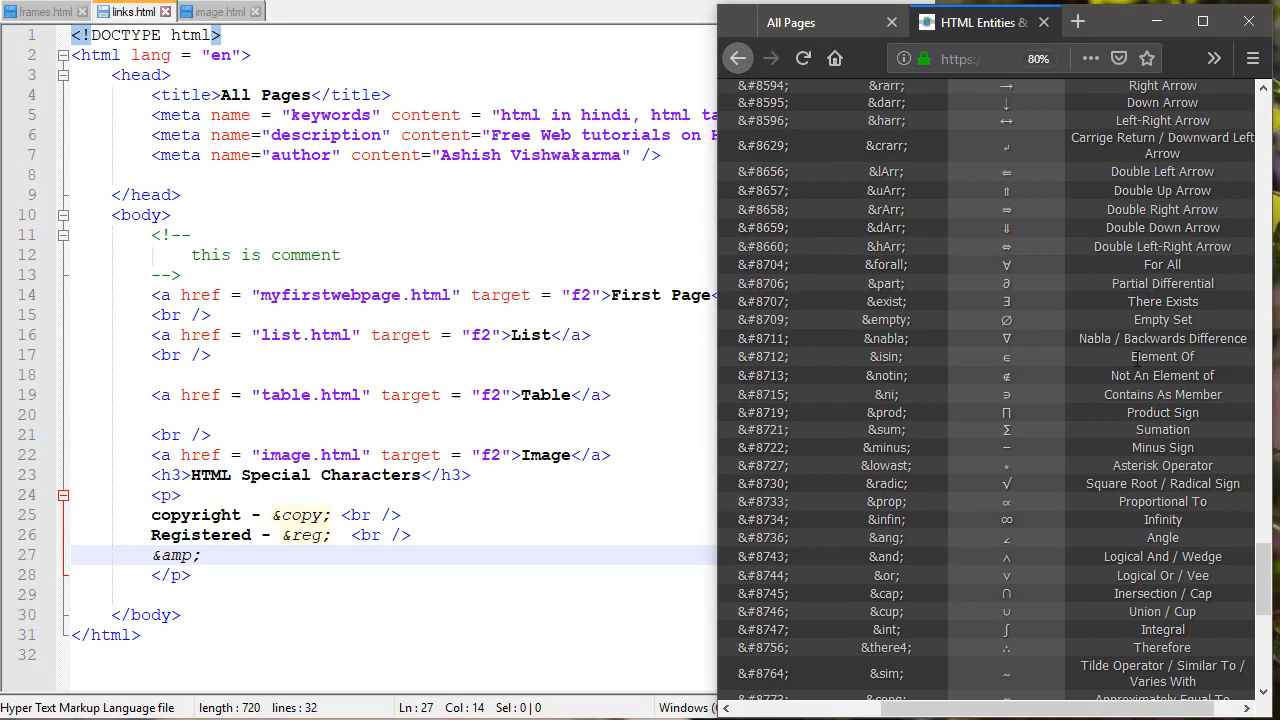 frames.html
links.html
image.html
1 <!DOCTYPE html>
2 <html lang = "en">
3 <head>
4 <title>All Pages</title>
5 <meta name = "keywords" content = "html in hindi, html ta
6 <meta name="description" content="Free Web tutorials on H
7 <meta name="author" content="Ashish Vishwakarma" />
8
9 </head>
10 <body>
11 <!--
12 this is comment
13 -->
14 <a href = "myfirstwebpage.html" target = "f2">First Page<
15 <br />
16 <a href = "list.html" target = "f2">List</a>
17 <br />
18
19 <a href = "table.html" target = "f2">Table</a>
20
21 <br />
22 <a href = "image.html" target = "f2">Image</a>
23 <h3>HTML Special Characters</h3>
24 <p>
25 copyright - &copy; <br />
26 Registered - &reg; <br />
27 &amp;
28 </p>
29
30 </body>
31 </html>
32
Hyper Text Markup Language file length : 720 lines : 32 Ln : 27 Col : 14 Sel : 0 | 0 Windows (
All Pages
HTML Entities &
https: 80%
&#8594; &rarr; → Right Arrow
&#8595; &darr; ↓ Down Arrow
&#8596; &harr; ↔ Left-Right Arrow
&#8629; &crarr; ↵ Carrige Return / Downward Left
Arrow
&#8656; &lArr; ⇐ Double Left Arrow
&#8657; &uArr; ⇑ Double Up Arrow
&#8658; &rArr; ⇒ Double Right Arrow
&#8659; &dArr; ⇓ Double Down Arrow
&#8660; &hArr; ⇔ Double Left-Right Arrow
&#8704; &forall; ∀ For All
&#8706; &part; ∂ Partial Differential
&#8707; &exist; ∃ There Exists
&#8709; &empty; ∅ Empty Set
&#8711; &nabla; ∇ Nabla / Backwards Difference
&#8712; &isin; ∈ Element Of
&#8713; &notin; ∉ Not An Element of
&#8715; &ni; ∋ Contains As Member
&#8719; &prod; ∏ Product Sign
&#8721; &sum; ∑ Sumation
&#8722; &minus; − Minus Sign
&#8727; &lowast; ∗ Asterisk Operator
&#8730; &radic; √ Square Root / Radical Sign
&#8733; &prop; ∝ Proportional To
&#8734; &infin; ∞ Infinity
&#8736; &ang; ∠ Angle
&#8743; &and; ∧ Logical And / Wedge
&#8744; &or; ∨ Logical Or / Vee
&#8745; &cap; ∩ Inersection / Cap
&#8746; &cup; ∪ Union / Cup
&#8747; &int; ∫ Integral
&#8756; &there4; ∴ Therefore
&#8764; &sim; ∼ Tilde Operator / Similar To /
Varies With
&#8773; &cong; Approximately Equal To